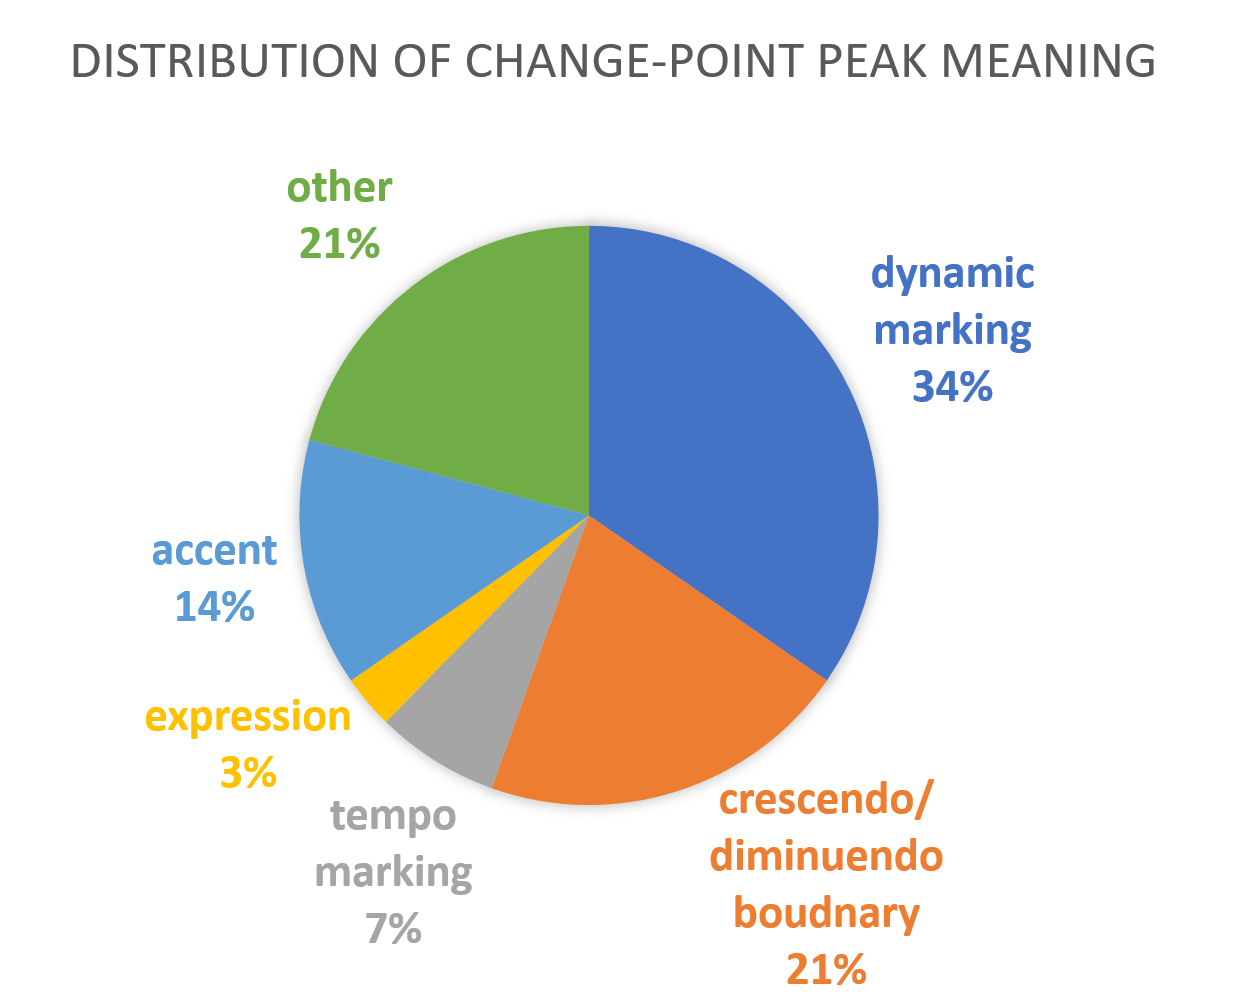 DISTRIBUTION OF CHANGE-POINT PEAK MEANING
other
21%
dynamic
marking
34%
accent
14%
expression
3%
tempo
marking
7%
crescendo/
diminuendo
boudnary
21%